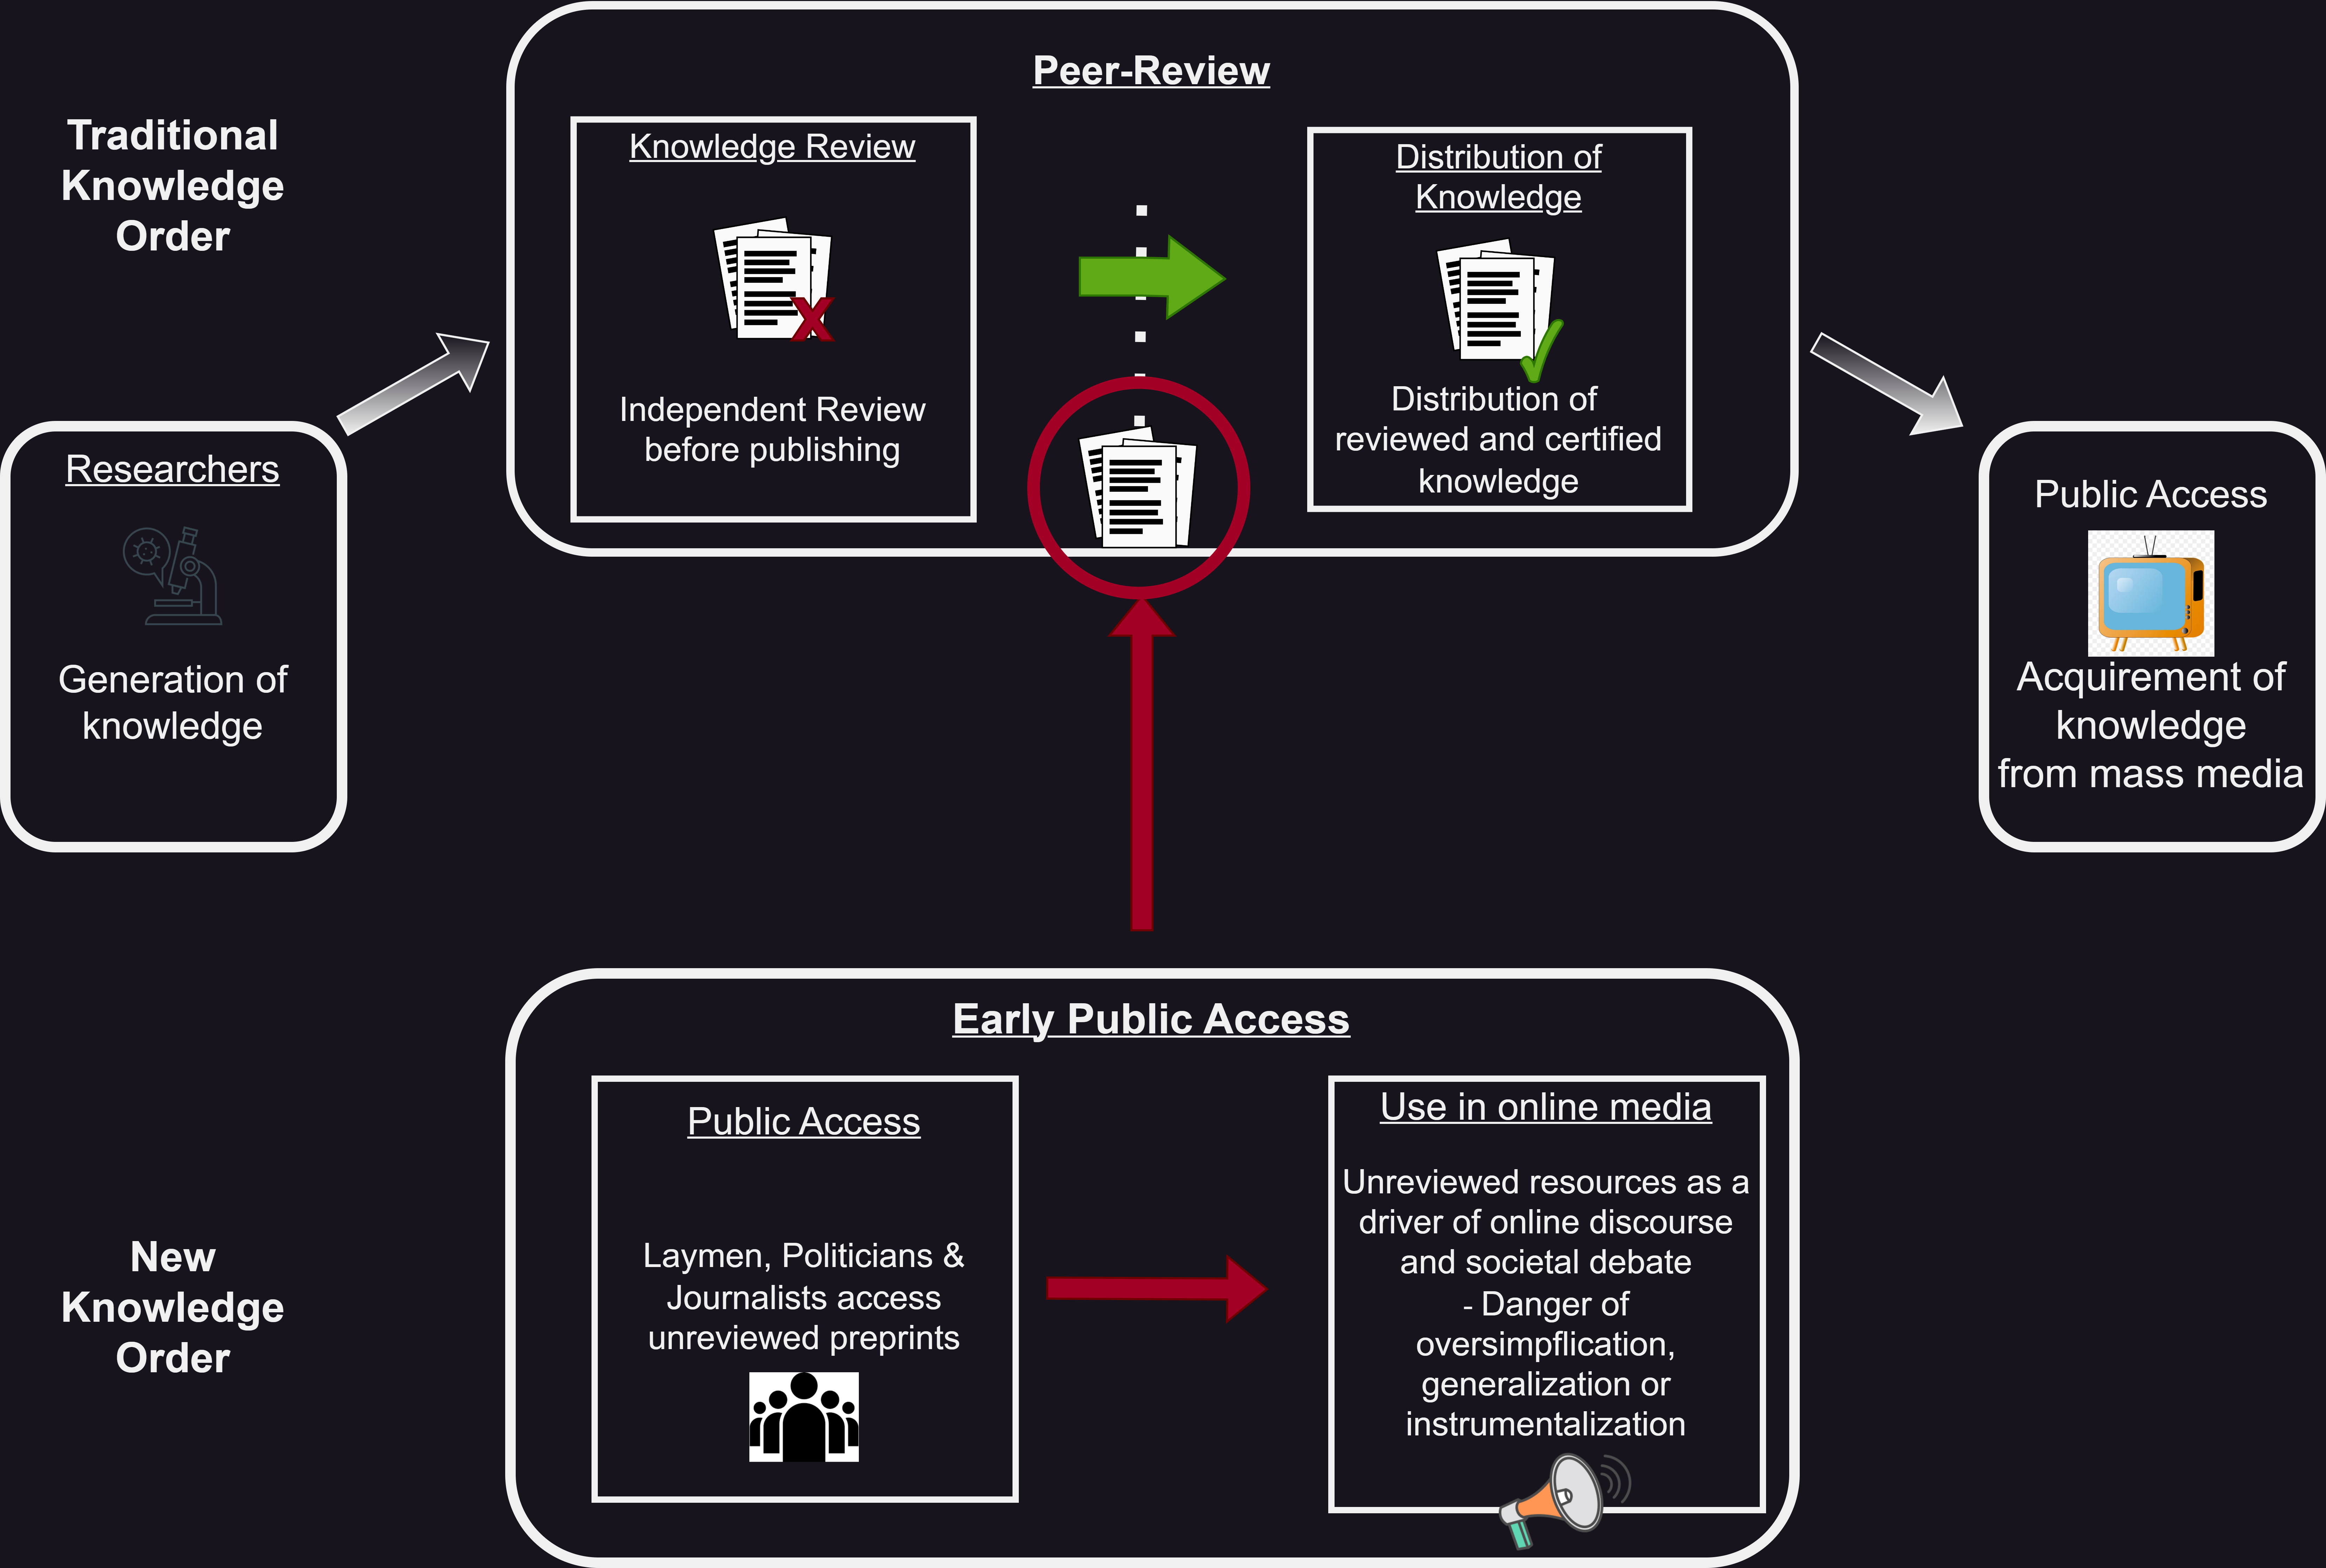 Traditional
Knowledge
Order
Peer-Review
Knowledge Review
X
Independent Review
before publishing
Distribution of
Knowledge
Distribution of
reviewed and certified
knowledge
Researchers
Generation of
knowledge
Public Access
Acquirement of
knowledge
from mass media
New
Knowledge
Order
Early Public Access
Public Access
Laymen, Politicians &
Journalists access
unreviewed preprints
Use in online media
Unreviewed resources as a
driver of online discourse
and societal debate
- Danger of
oversimpflication,
generalization or
instrumentalization